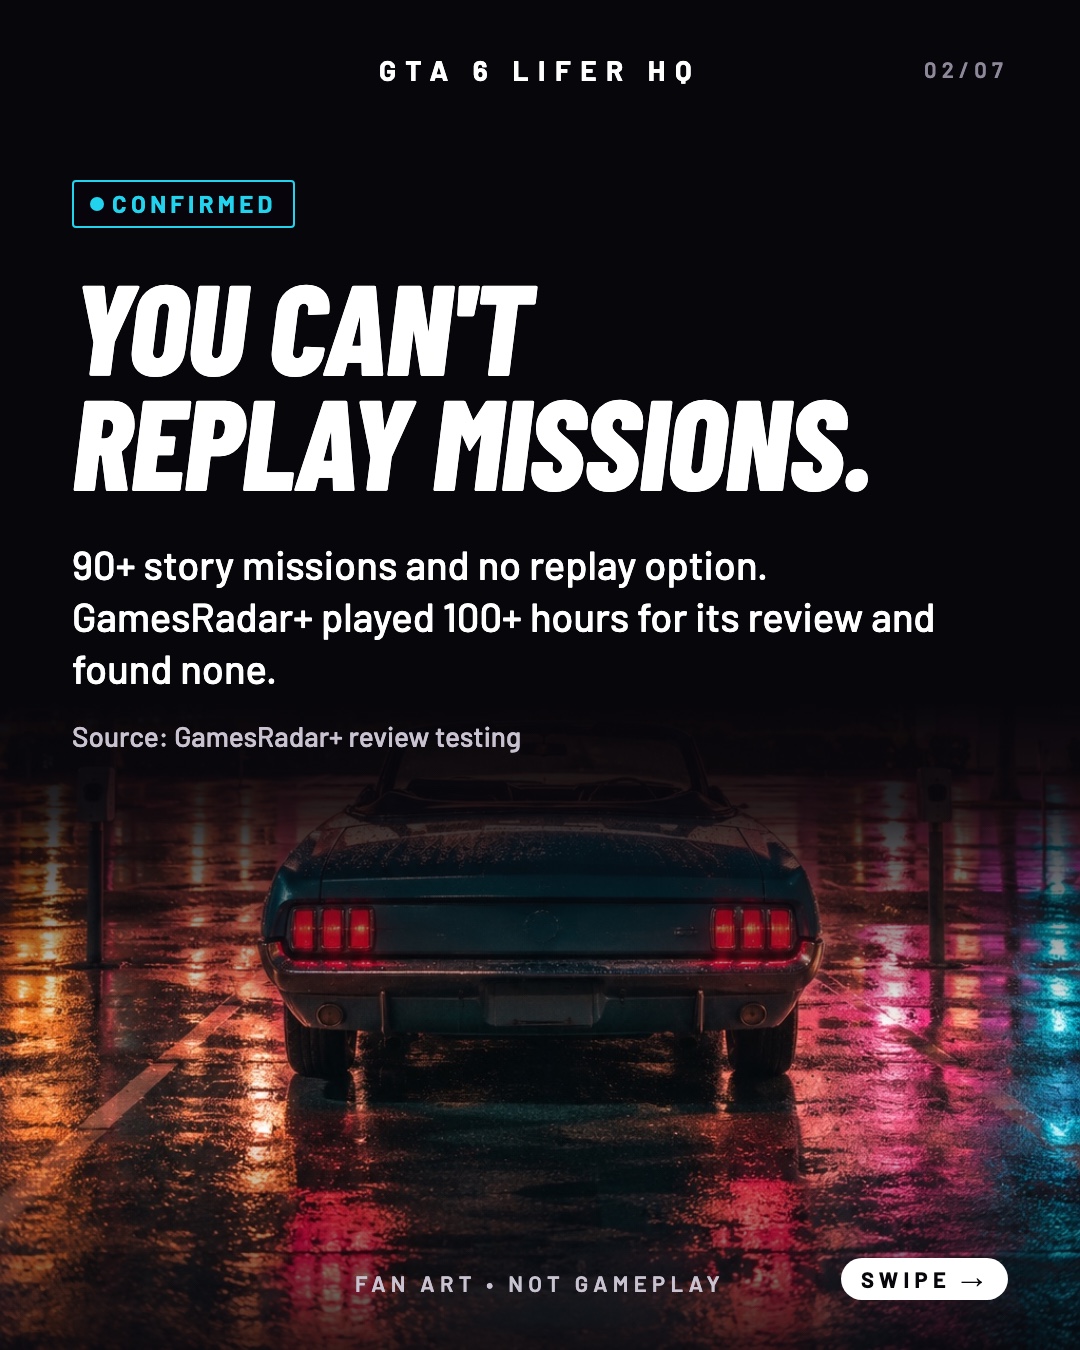 GTA 6 LIFER HQ
02/07
CONFIRMED
YOU CAN'T
REPLAY MISSIONS.
90+ story missions and no replay option.
GamesRadar+ played 100+ hours for its review and
found none.
Source: GamesRadar+ review testing
FAN ART • NOT GAMEPLAY
SWIPE →